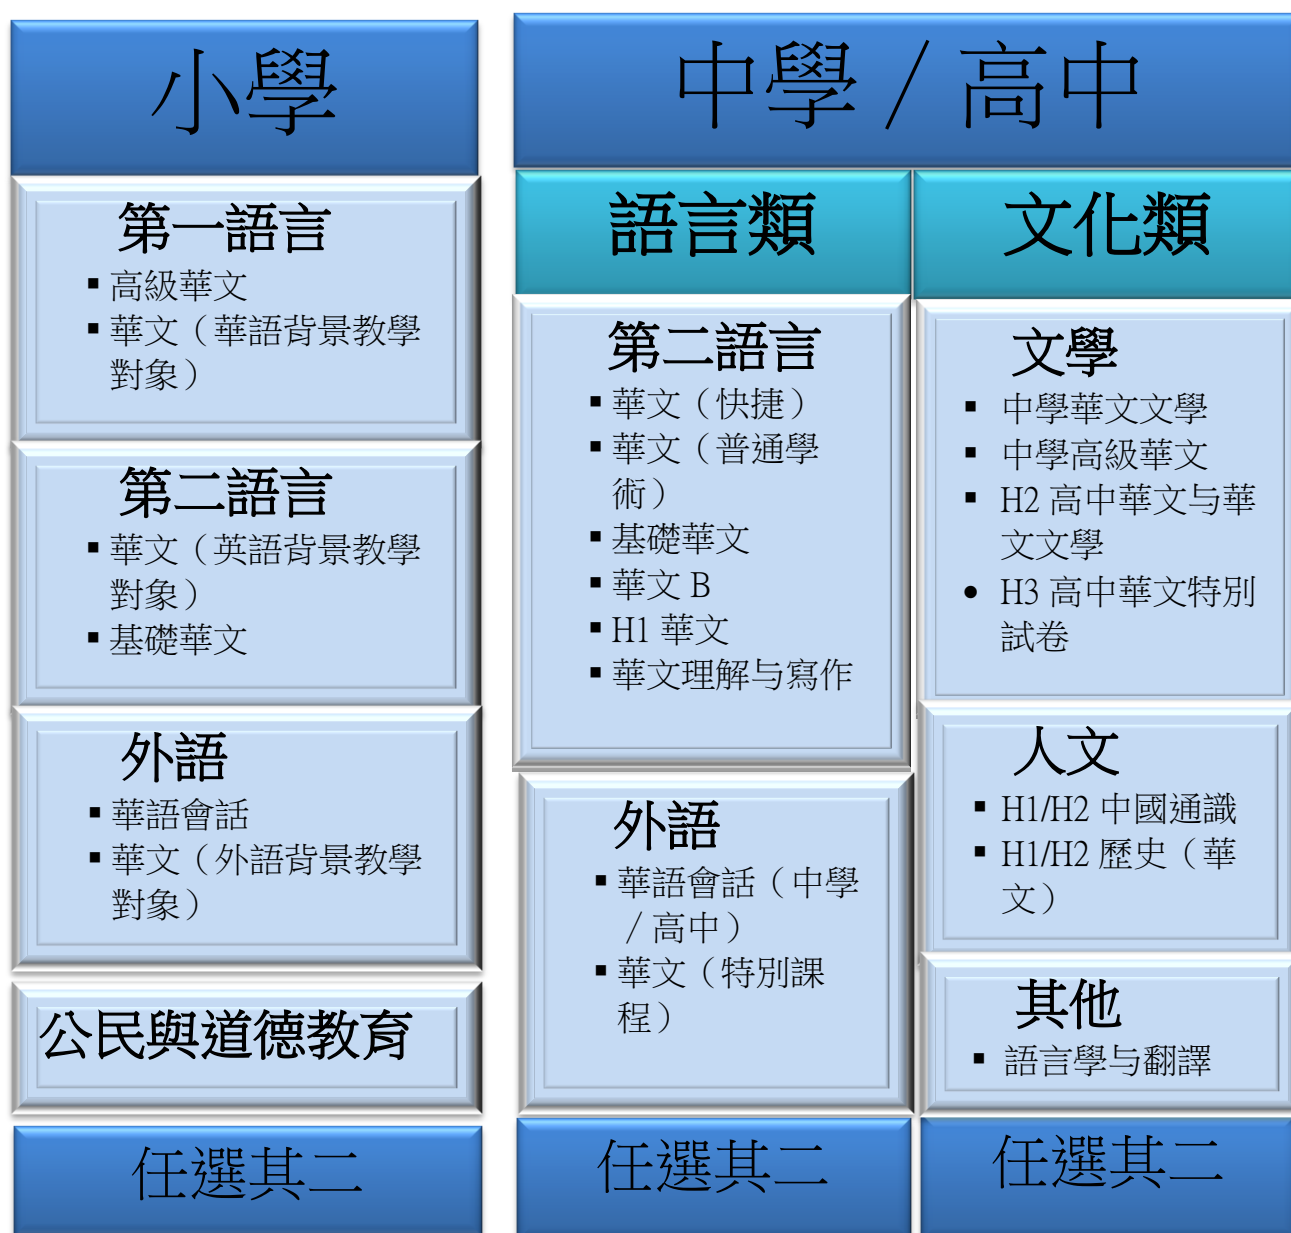 小學
第一語言
▪ 高級華文
▪ 華文（華語背景教學
對象）
第二語言
▪ 華文（英語背景教學
對象）
▪ 基礎華文
外語
▪ 華語會話
▪ 華文（外語背景教學
對象）
公民與道德教育
任選其二
中學／高中
語言類
第二語言
▪ 華文（快捷）
▪ 華文（普通學
術）
▪ 基礎華文
▪ 華文 B
▪ H1 華文
▪ 華文理解与寫作
外語
▪ 華語會話（中學
／高中）
▪ 華文（特別課
程）
任選其二
文化類
文學
▪ 中學華文文學
▪ 中學高級華文
▪ H2 高中華文与華
文文學
• H3 高中華文特別
試卷
人文
▪ H1/H2 中國通識
▪ H1/H2 歷史（華
文）
其他
▪ 語言學与翻譯
任選其二